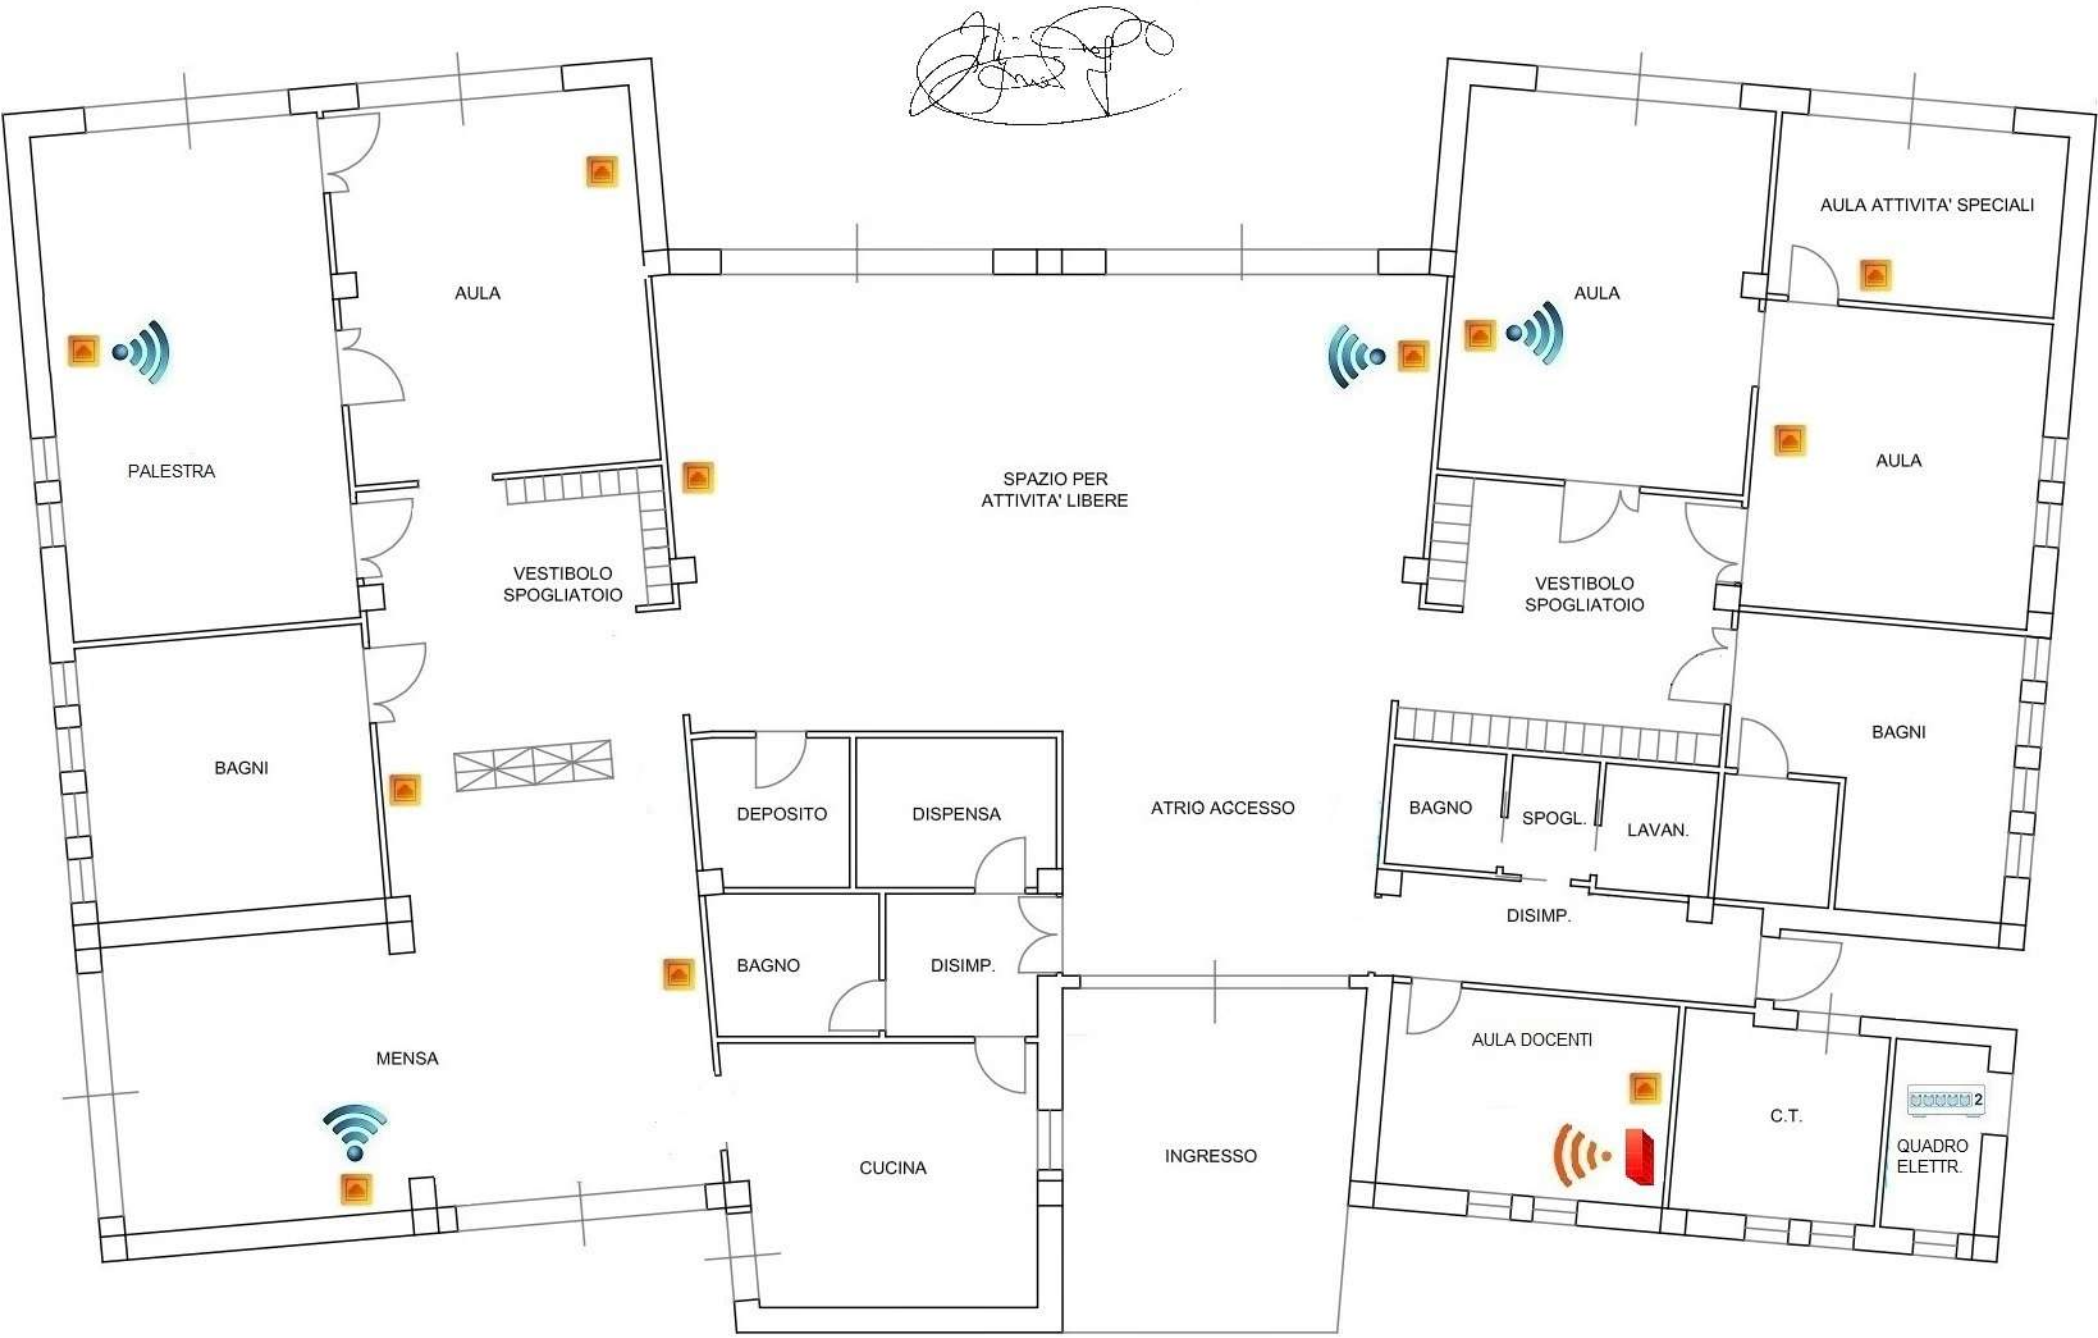 AULA ATTIVITA' SPECIALI
AULA
AULA
PALESTRA
AULA
SPAZIO PER
ATTIVITA' LIBERE
VESTIBOLO
SPOGLIATOIO
VESTIBOLO
SPOGLIATOIO
BAGNI
BAGNI
DEPOSITO
DISPENSA
ATRIO ACCESSO
BAGNO
SPOGL.
LAVAN.
DISIMP.
BAGNO
DISIMP.
MENSA
AULA DOCENTI
2
C.T.
QUADRO
ELETTR.
CUCINA
INGRESSO